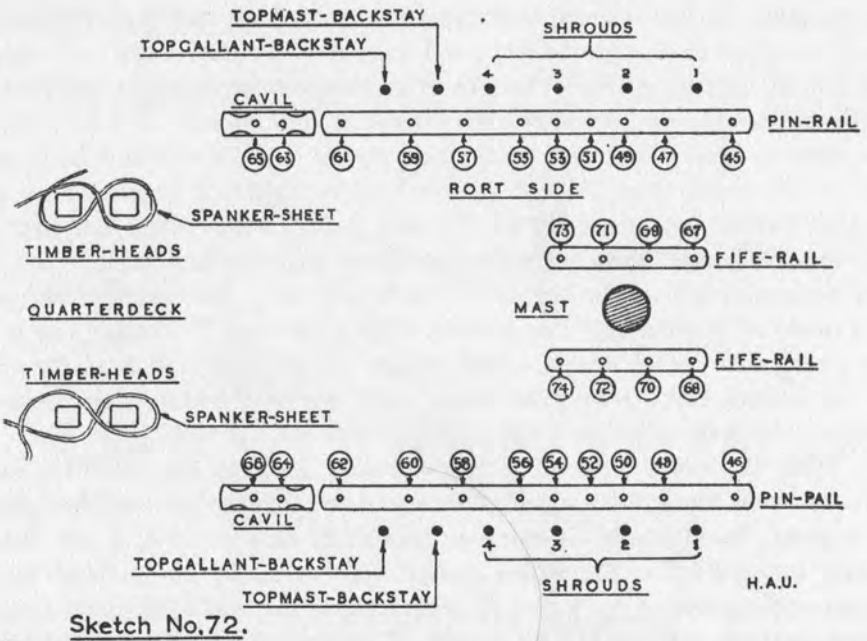 TOPMAST-BACKSTAY
TOPGALLANT-BACKSTAY
SHROUDS
4 3 2 1
CAVIL
PIN-RAIL
65 63 61 59 57 55 53 51 49 47 45
RORT SIDE
SPANKER-SHEET
TIMBER-HEADS
73 71 69 67
FIFE-RAIL
QUARTERDECK
MAST
TIMBER-HEADS
FIFE-RAIL
74 72 70 68
SPANKER-SHEET
66 64 62 60 58 56 54 52 50 48 46
PIN-PAIL
CAVIL
4 3 2 1
TOPGALLANT-BACKSTAY
TOPMAST-BACKSTAY
SHROUDS
H.A.U.
Sketch No.72.